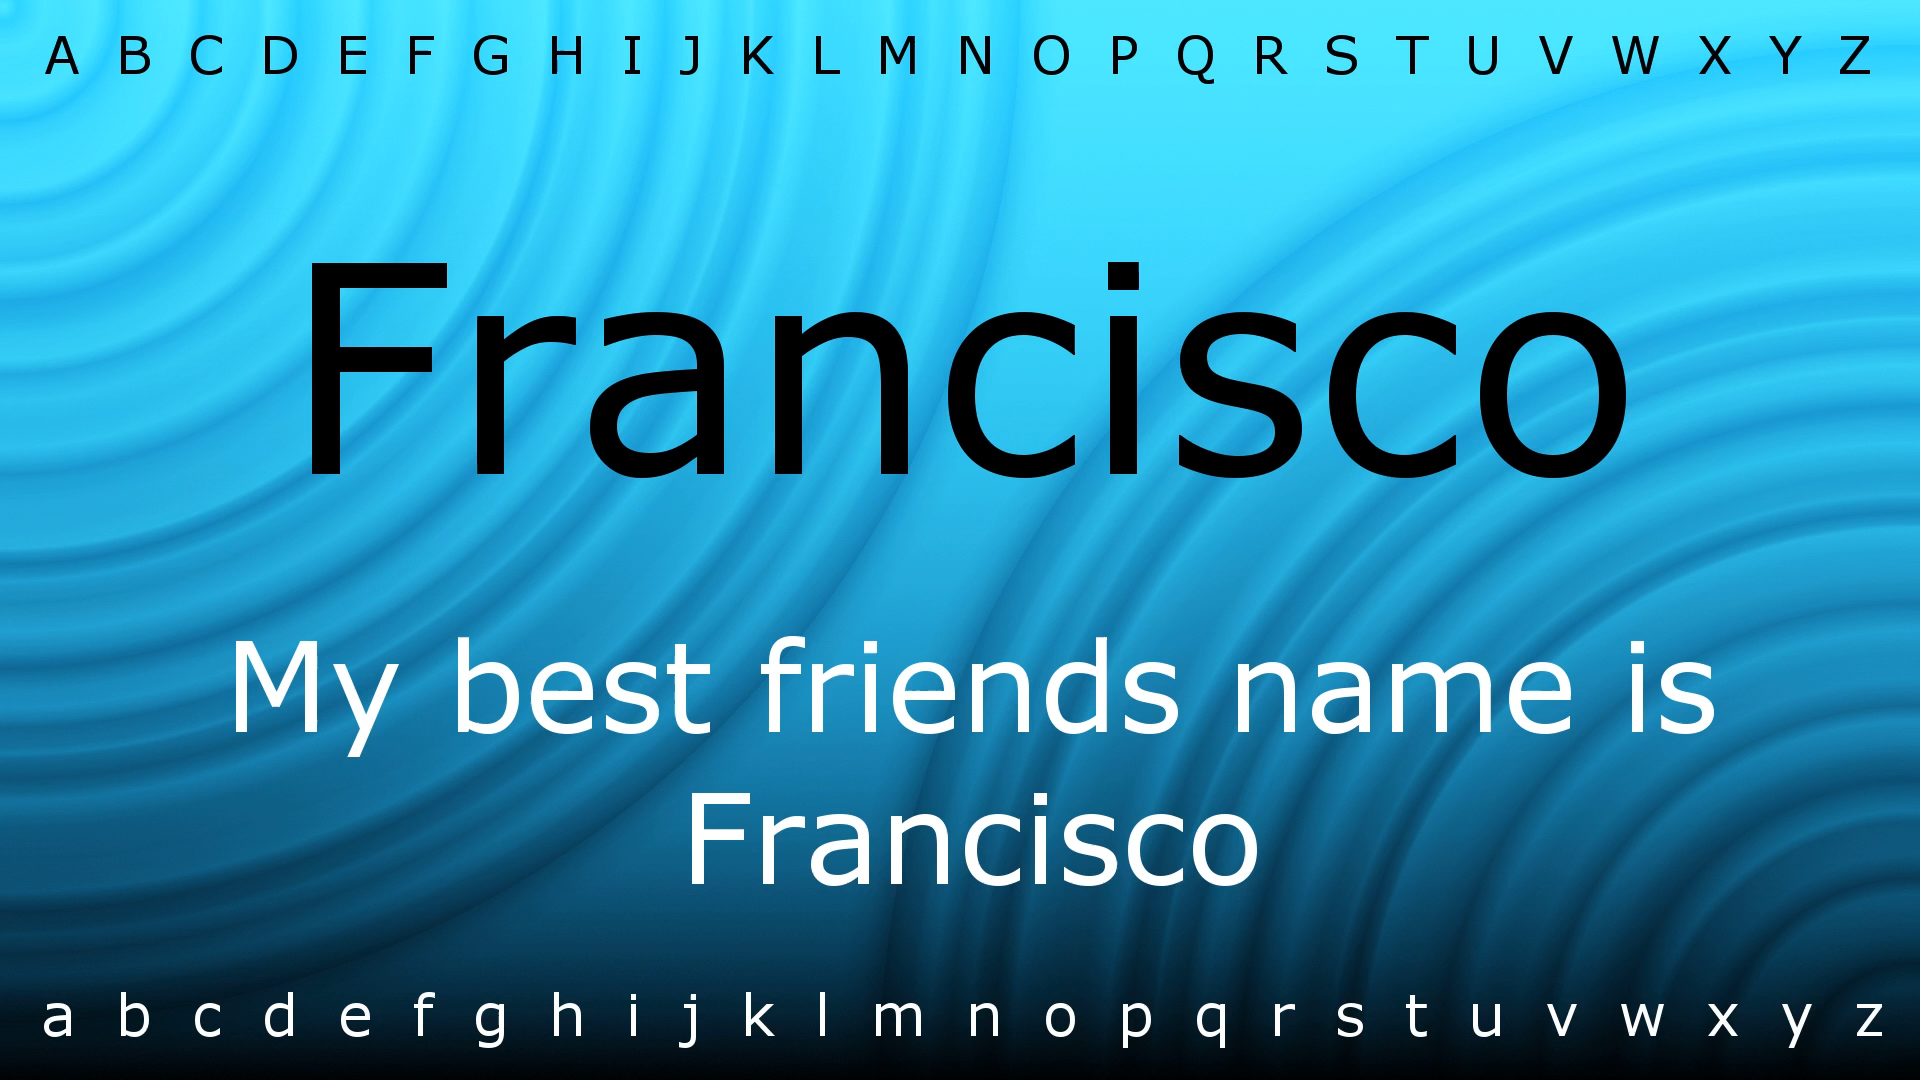 A B C D E F G H I J K L M N O P Q R S T U V W X Y Z
Francisco
My best friends name is
Francisco
a b c d e f g h i j k l m n o p q r s t u v w x y z